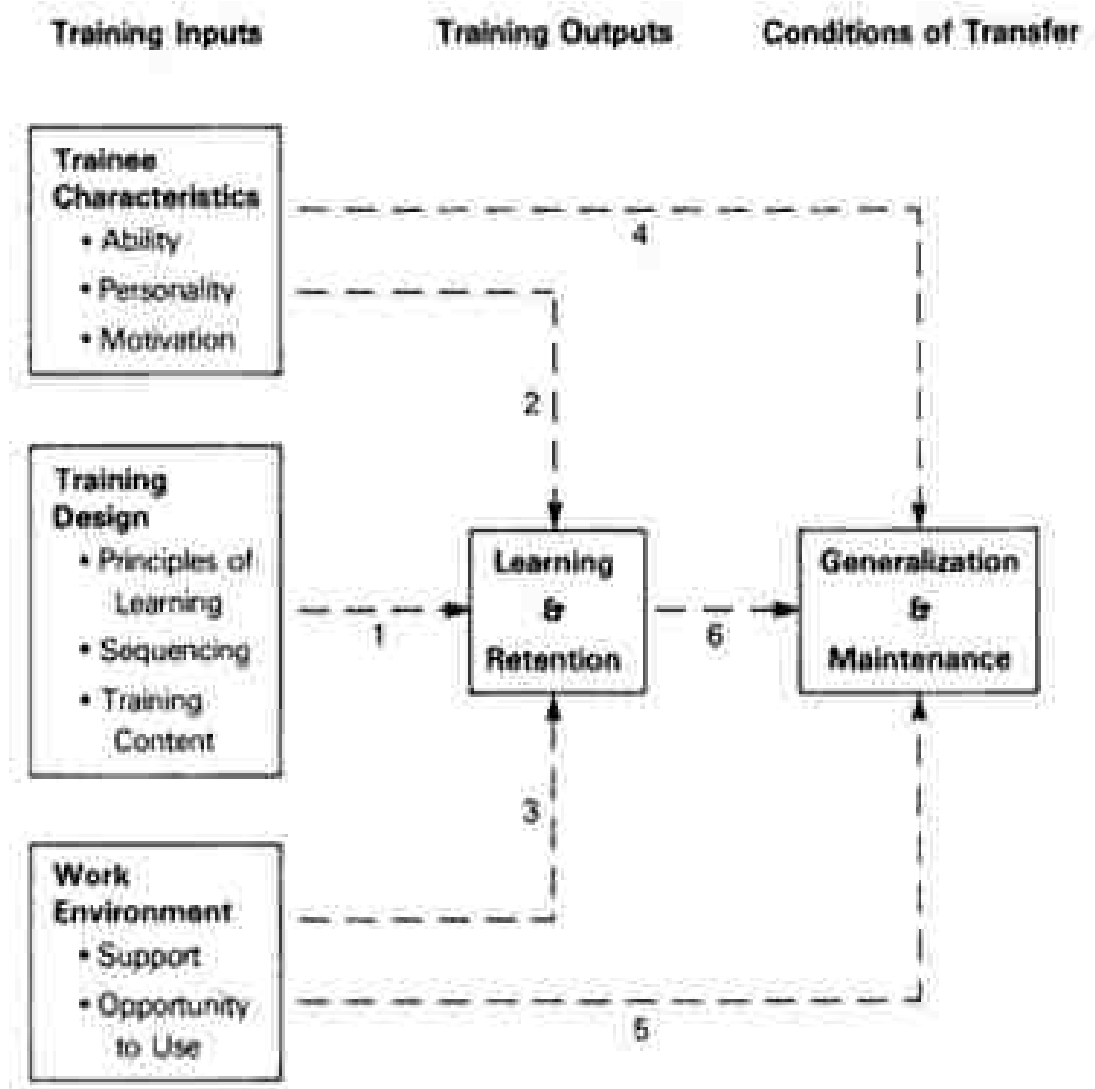 Training Inputs
Training Outputs
Conditions of Transfer
Trainee
Characteristics
• Ability
• Personality
• Motivation
4
2
Training
Design
• Principles of
Learning
• Sequencing
• Training
Content
1
Learning
&
Retention
6
Generalization
&
Maintenance
3
Work
Environment
• Support
• Opportunity
to Use
5